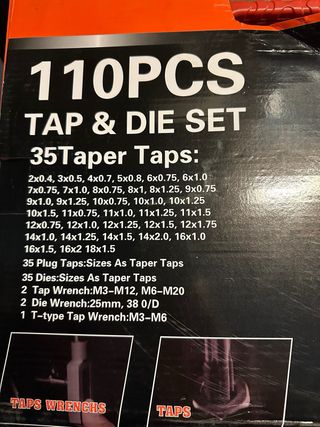 110PCS
TAP & DIE SET
35Taper Taps:
2x0.4, 3x0.5, 4x0.7, 5x0.8, 6x0.75, 6x1.0
7x0.75, 7x1.0, 8x0.75, 8x1, 8x1.25, 9x0.75
9x1.0, 9x1.25, 10x0.75, 10x1.0, 10x1.25
10x1.5, 11x0.75, 11x1.0, 11x1.25, 11x1.5
12x0.75, 12x1.0, 12x1.25, 12x1.5, 12x1.75
14x1.0, 14x1.25, 14x1.5, 14x2.0, 16x1.0
16x1.5, 16x2 18x1.5
35 Plug Taps:Sizes As Taper Taps
35 Dies:Sizes As Taper Taps
2 Tap Wrench:M3-M12, M6-M20
2 Die Wrench:25mm, 38 0/D
1 T-type Tap Wrench:M3-M6
TAPS WRENCHS
TAPS